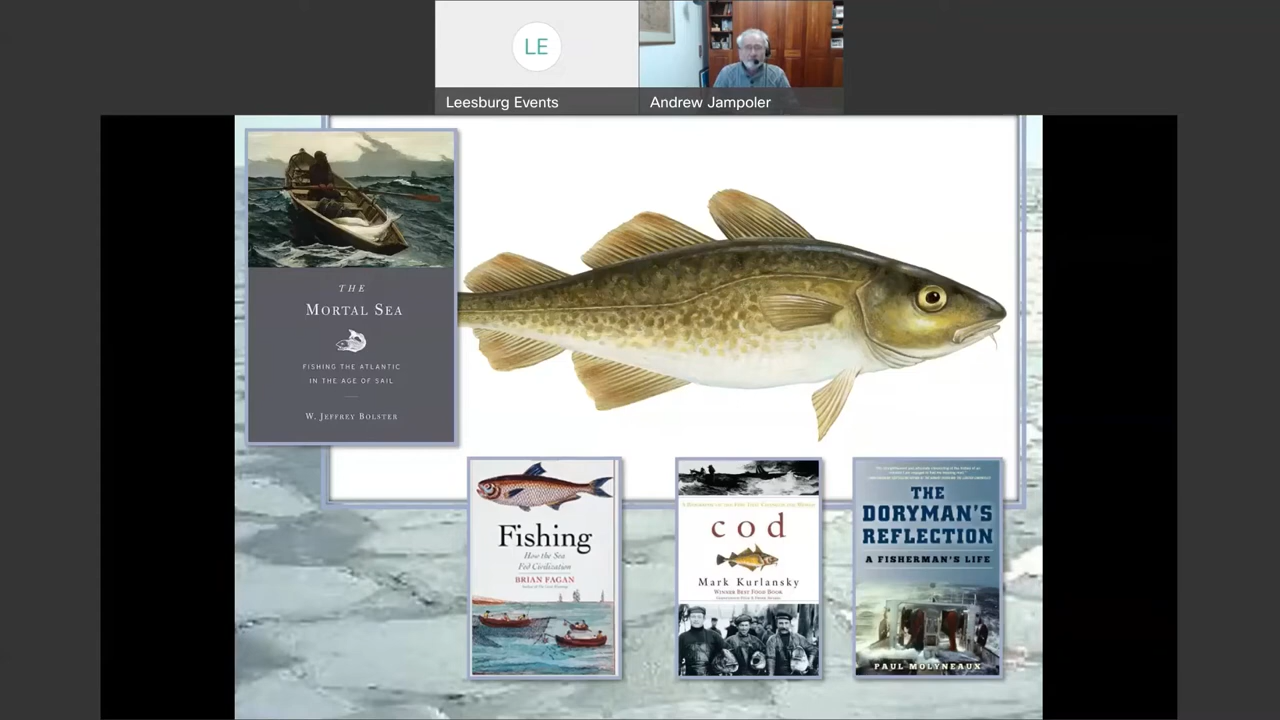 LE
Leesburg Events
Andrew Jampoler
THE
MORTAL SEA
FISHING THE ATLANTIC
IN THE AGE OF SAIL
W. JEFFREY BOLSTER
Fishing
How the Sea
Fed Civilization
BRIAN FAGAN
cod
Mark Kurlansky
WINNER BEST FOOD BOOK
THE
DORYMAN'S
REFLECTION
A FISHERMAN'S LIFE
PAUL MOLYNEAUX